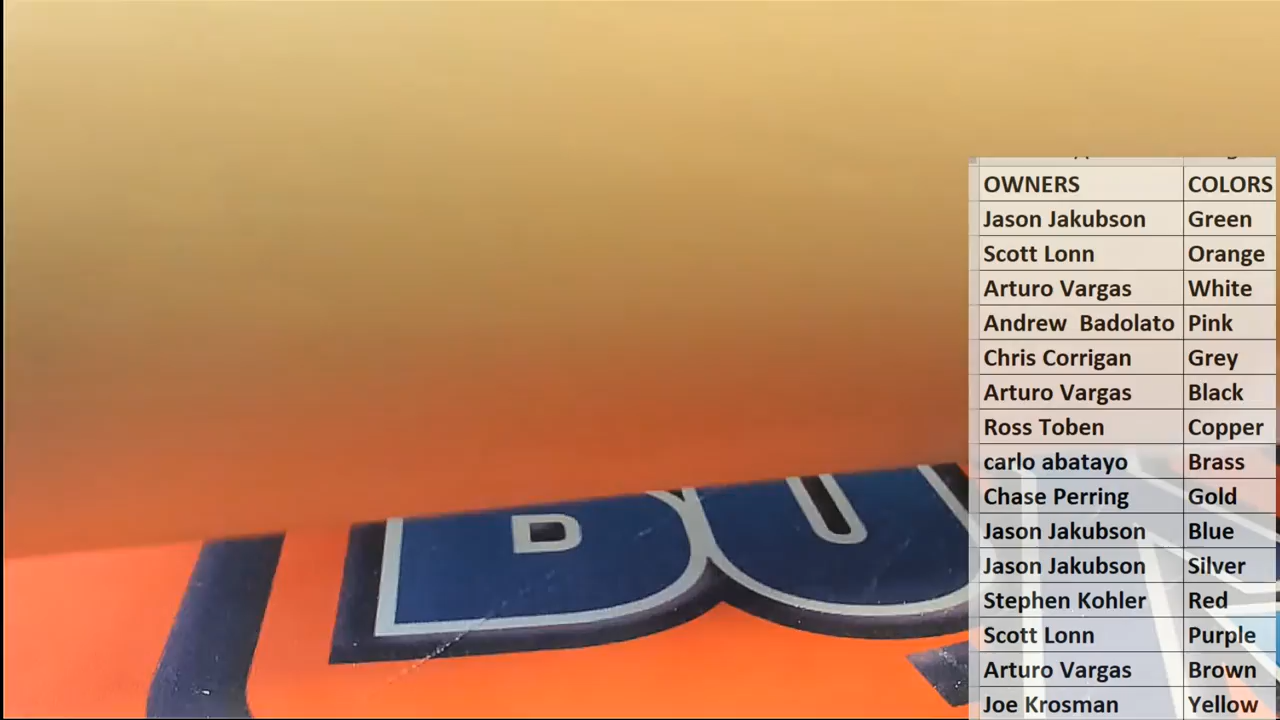 OWNERS COLORS
Jason Jakubson Green
Scott Lonn Orange
Arturo Vargas White
Andrew  Badolato Pink
Chris Corrigan Grey
Arturo Vargas Black
Ross Toben Copper
carlo abatayo Brass
Chase Perring Gold
Jason Jakubson Blue
Jason Jakubson Silver
Stephen Kohler Red
Scott Lonn Purple
Arturo Vargas Brown
Joe Krosman Yellow